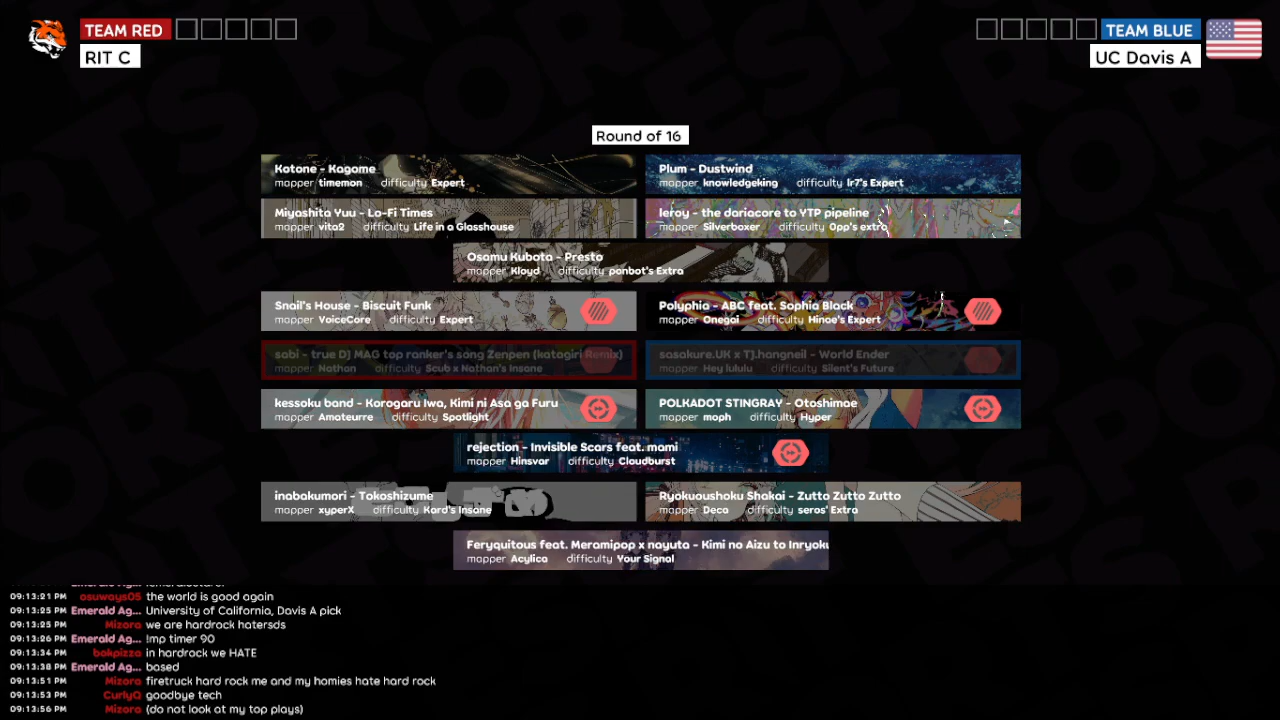 TEAM RED
TEAM BLUE
RIT C
UC Davis A
Round of 16
Kotone - Kagome
mapper timemon difficulty Expert
Plum - Dustwind
mapper knowledgeking difficulty lr7's Expert
Miyashita Yuu - Lo-Fi Times
mapper vita2 difficulty Life in a Glasshouse
leroy - the dariacore to YTP pipeline
mapper Silverboxer difficulty Opp's extra
Osamu Kubota - Presto
mapper Kloyd difficulty ponbot's Extra
Snail's House - Biscuit Funk
mapper VoiceCore difficulty Expert
Polyphia - ABC feat. Sophia Black
mapper Onegai difficulty Hinae's Expert
sabi - true DJ MAG top ranker's song Zenpen (katagiri Remix)
mapper Nathan difficulty Scub x Nathan's Insane
sasakure.UK x TJ.hangneil - World Ender
mapper Hey lululu difficulty Silent's Future
kessoku band - Korogaru Iwa, Kimi ni Asa ga Furu
mapper Amateurre difficulty Spotlight
POLKADOT STINGRAY - Otoshimae
mapper moph difficulty Hyper
rejection - Invisible Scars feat. mami
mapper Hinsvar difficulty Cloudburst
inabakumori - Tokoshizume
mapper xyperX difficulty Kard's Insane
Ryokuoushoku Shakai - Zutto Zutto Zutto
mapper Deca difficulty seros' Extra
Feryquitous feat. Meramipop x nayuta - Kimi no Aizu to Inryoku
mapper Acylica difficulty Your Signal
09:13:21 PM osuways05 the world is good again
09:13:25 PM Emerald Ag... University of California, Davis A pick
09:13:25 PM Mizora we are hardrock hatersds
09:13:26 PM Emerald Ag... !mp timer 90
09:13:34 PM bokpizza in hardrock we HATE
09:13:38 PM Emerald Ag... based
09:13:51 PM Mizora firetruck hard rock me and my homies hate hard rock
09:13:53 PM CurlyQ goodbye tech
09:13:56 PM Mizora (do not look at my top plays)